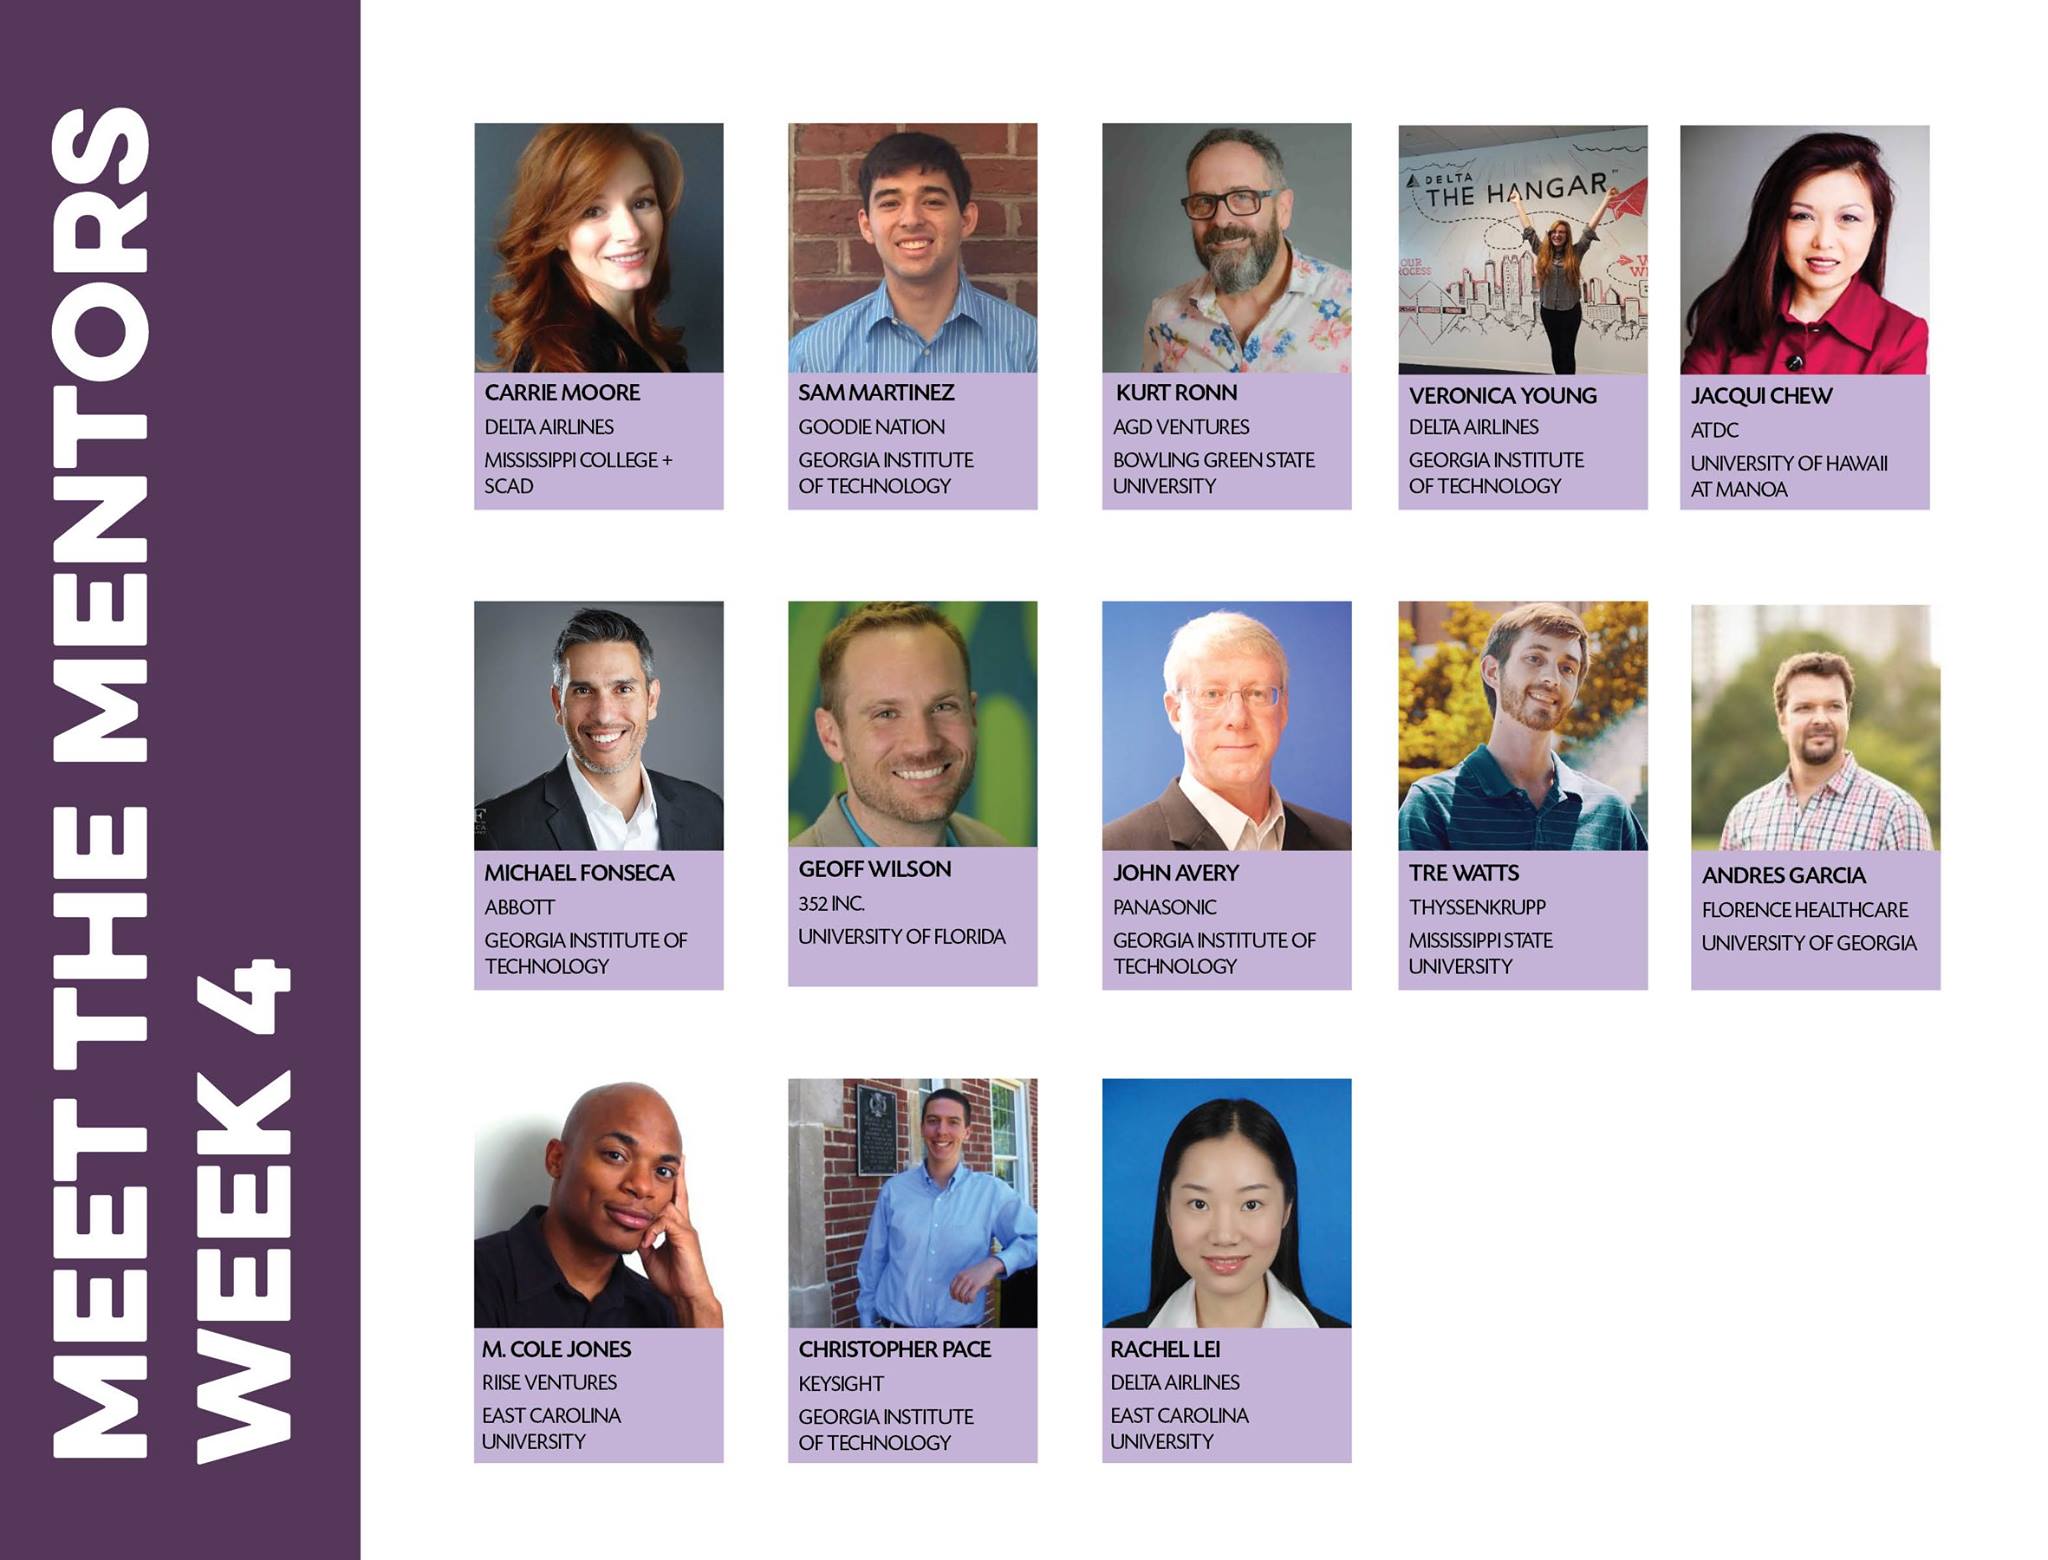 MEET THE MENTORS
WEEK 4
DELTA
THE HANGAR
OUR
CARRIE MOORE
DELTA AIRLINES
MISSISSIPPI COLLEGE +
SCAD
SAM MARTINEZ
GOODIE NATION
GEORGIA INSTITUTE
OF TECHNOLOGY
KURT RONN
AGD VENTURES
BOWLING GREEN STATE
UNIVERSITY
VERONICA YOUNG
DELTA AIRLINES
GEORGIA INSTITUTE
OF TECHNOLOGY
JACQUI CHEW
ATDC
UNIVERSITY OF HAWAII
AT MANOA
MICHAEL FONSECA
ABBOTT
GEORGIA INSTITUTE OF
TECHNOLOGY
GEOFF WILSON
352 INC.
UNIVERSITY OF FLORIDA
JOHN AVERY
PANASONIC
GEORGIA INSTITUTE OF
TECHNOLOGY
TRE WATTS
THYSSENKRUPP
MISSISSIPPI STATE
UNIVERSITY
ANDRES GARCIA
FLORENCE HEALTHCARE
UNIVERSITY OF GEORGIA
M. COLE JONES
RIISE VENTURES
EAST CAROLINA
UNIVERSITY
CHRISTOPHER PACE
KEYSIGHT
GEORGIA INSTITUTE
OF TECHNOLOGY
RACHEL LEI
DELTA AIRLINES
EAST CAROLINA
UNIVERSITY